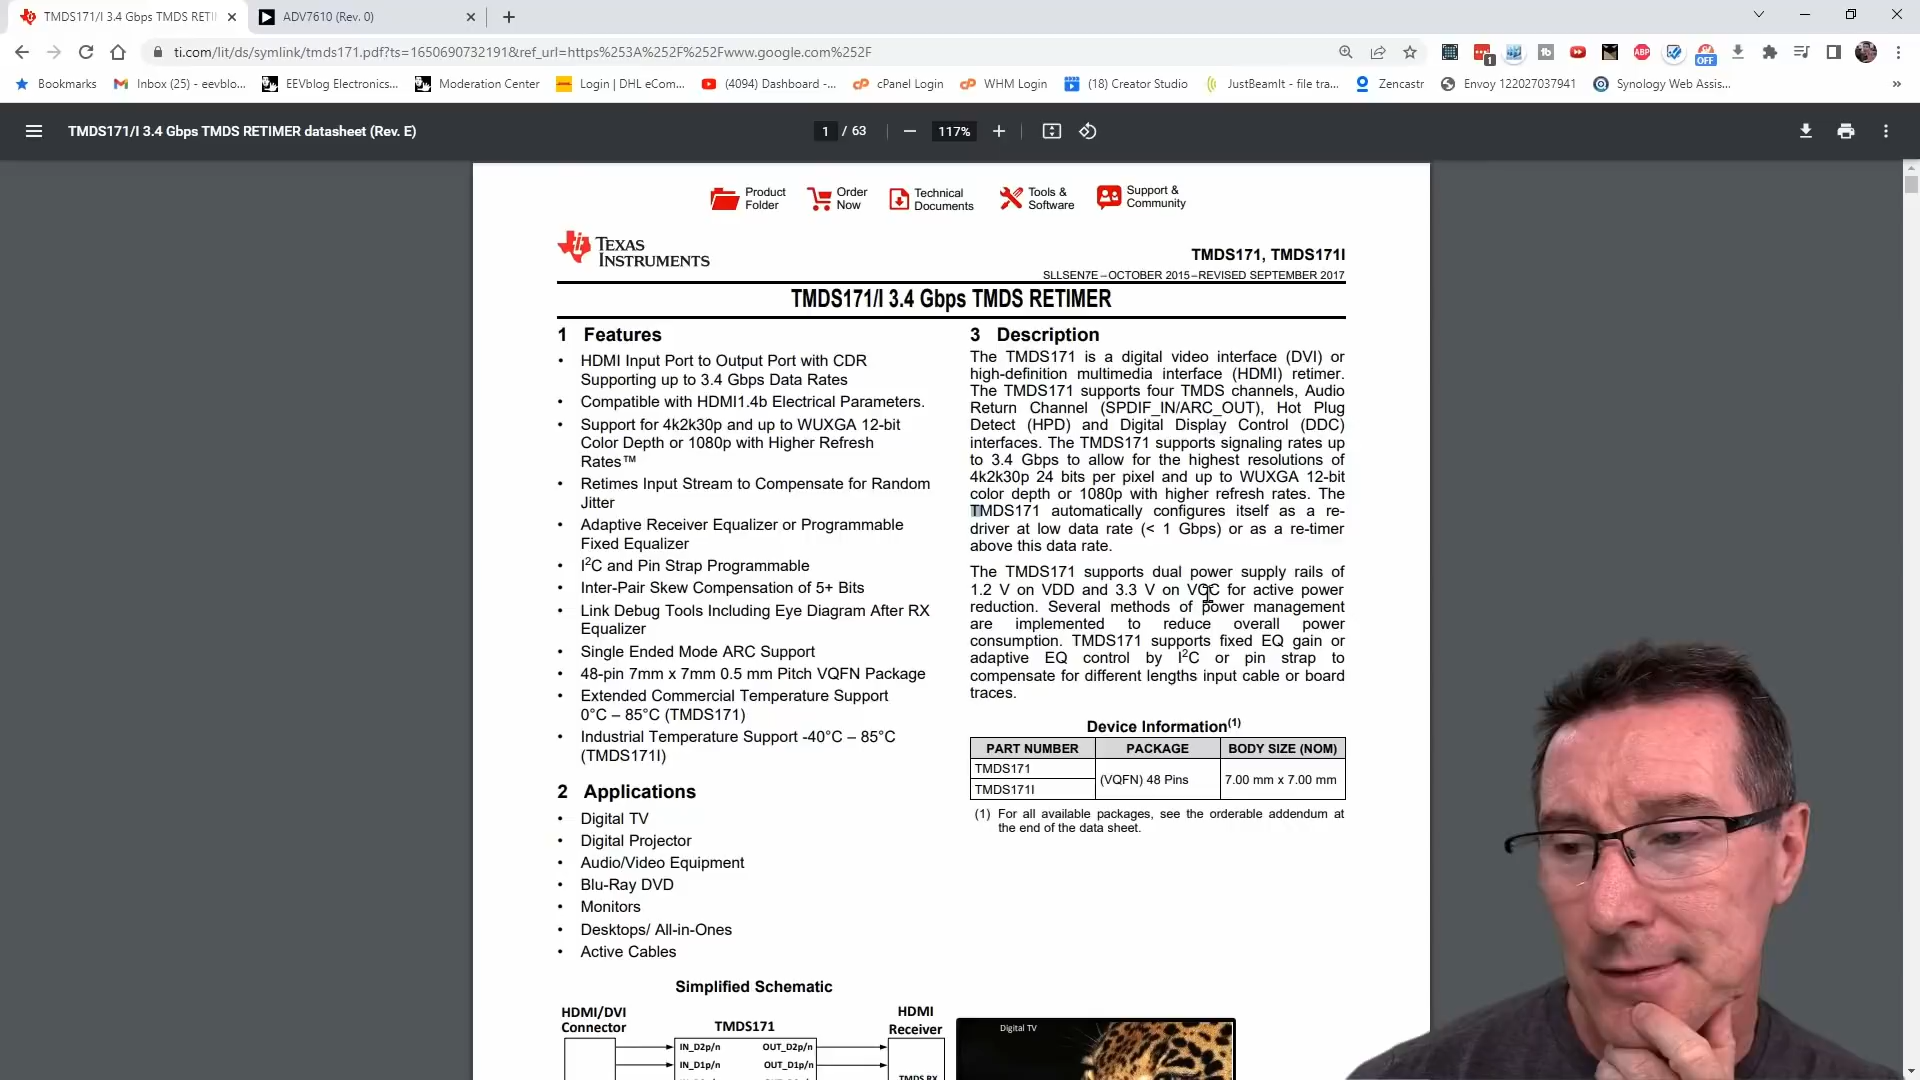 TMDS171/I 3.4 Gbps TMDS RETIM
ADV7610 (Rev. 0)
ti.com/lit/ds/symlink/tmds171.pdf?ts=1650690732191&ref_url=https%253A%252F%252Fwww.google.com%252F
ABP
OFF
1
Bookmarks
Inbox (25) - eevblo...
EEVblog Electronics...
Moderation Center
Login | DHL eCom...
(4094) Dashboard -...
cPanel Login
WHM Login
(18) Creator Studio
JustBeamIt - file tra...
Zencastr
Envoy 122027037941
Synology Web Assis...
»
TMDS171/I 3.4 Gbps TMDS RETIMER datasheet (Rev. E)
1 / 63
117%
Product
Folder
Order
Now
Technical
Documents
Tools &
Software
Support &
Community
TEXAS
INSTRUMENTS
TMDS171, TMDS171I
SLLSEN7E – OCTOBER 2015 – REVISED SEPTEMBER 2017
TMDS171/I 3.4 Gbps TMDS RETIMER
1 Features
• HDMI Input Port to Output Port with CDR
Supporting up to 3.4 Gbps Data Rates
• Compatible with HDMI1.4b Electrical Parameters.
• Support for 4k2k30p and up to WUXGA 12-bit
Color Depth or 1080p with Higher Refresh
Rates™
• Retimes Input Stream to Compensate for Random
Jitter
• Adaptive Receiver Equalizer or Programmable
Fixed Equalizer
• I²C and Pin Strap Programmable
• Inter-Pair Skew Compensation of 5+ Bits
• Link Debug Tools Including Eye Diagram After RX
Equalizer
• Single Ended Mode ARC Support
• 48-pin 7mm x 7mm 0.5 mm Pitch VQFN Package
• Extended Commercial Temperature Support
0°C – 85°C (TMDS171)
• Industrial Temperature Support -40°C – 85°C
(TMDS171I)
2 Applications
• Digital TV
• Digital Projector
• Audio/Video Equipment
• Blu-Ray DVD
• Monitors
• Desktops/ All-in-Ones
• Active Cables
3 Description
The TMDS171 is a digital video interface (DVI) or
high-definition multimedia interface (HDMI) retimer.
The TMDS171 supports four TMDS channels, Audio
Return Channel (SPDIF_IN/ARC_OUT), Hot Plug
Detect (HPD) and Digital Display Control (DDC)
interfaces. The TMDS171 supports signaling rates up
to 3.4 Gbps to allow for the highest resolutions of
4k2k30p 24 bits per pixel and up to WUXGA 12-bit
color depth or 1080p with higher refresh rates. The
TMDS171 automatically configures itself as a re-
driver at low data rate (< 1 Gbps) or as a re-timer
above this data rate.
The TMDS171 supports dual power supply rails of
1.2 V on VDD and 3.3 V on VCC for active power
reduction. Several methods of power management
are implemented to reduce overall power
consumption. TMDS171 supports fixed EQ gain or
adaptive EQ control by I²C or pin strap to
compensate for different lengths input cable or board
traces.
Device Information(1)
PART NUMBER PACKAGE BODY SIZE (NOM)
TMDS171
(VQFN) 48 Pins 7.00 mm x 7.00 mm
TMDS171I
(1) For all available packages, see the orderable addendum at
the end of the data sheet.
Simplified Schematic
HDMI/DVI
Connector
TMDS171
HDMI
Receiver
IN_D2p/n OUT_D2p/n
IN_D1p/n OUT_D1p/n
TMDS RX
Digital TV